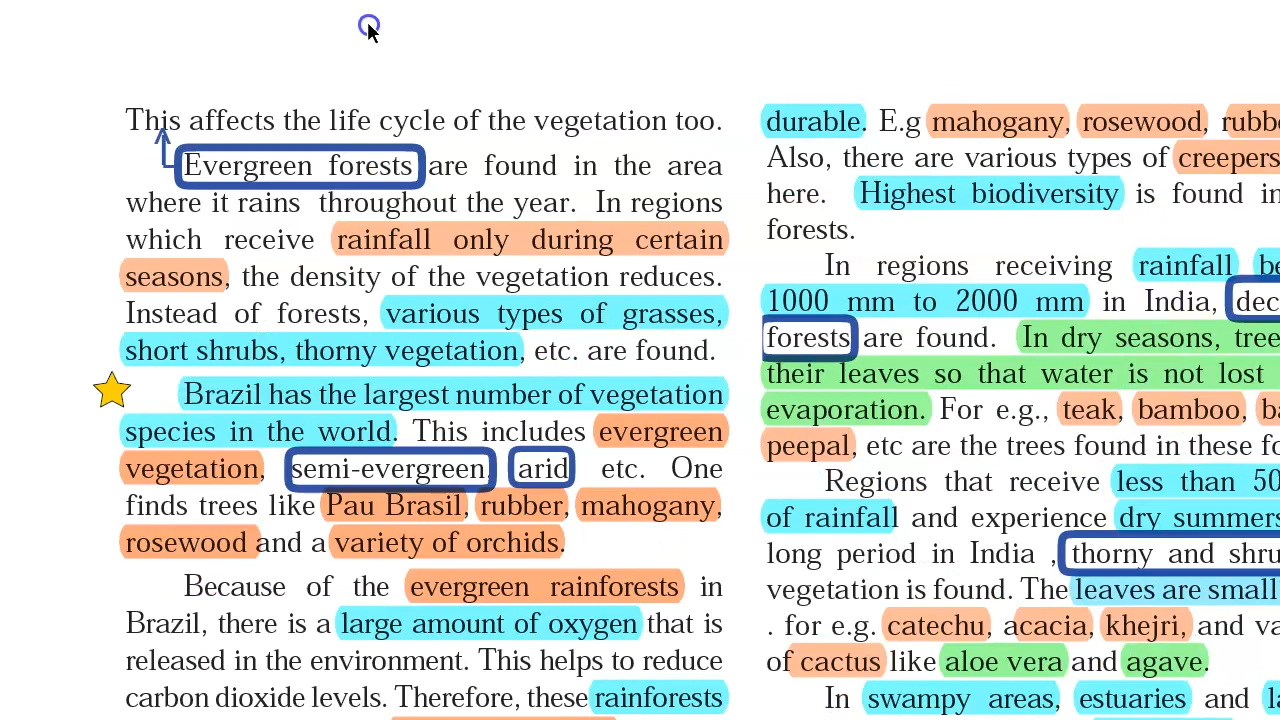 This affects the life cycle of the vegetation too.
Evergreen forests are found in the area
where it rains throughout the year. In regions
which receive rainfall only during certain
seasons, the density of the vegetation reduces.
Instead of forests, various types of grasses,
short shrubs, thorny vegetation, etc. are found.
Brazil has the largest number of vegetation
species in the world. This includes evergreen
vegetation, semi-evergreen, arid etc. One
finds trees like Pau Brasil, rubber, mahogany,
rosewood and a variety of orchids.
Because of the evergreen rainforests in
Brazil, there is a large amount of oxygen that is
released in the environment. This helps to reduce
carbon dioxide levels. Therefore, these rainforests
durable. E.g mahogany, rosewood,
Also, there are various types of creepers
here. Highest biodiversity is found in
forests.
In regions receiving rainfall
1000 mm to 2000 mm in India,
forests are found. In dry seasons,
their leaves so that water is not lost
evaporation. For e.g., teak, bamboo,
peepal, etc are the trees found in these
Regions that receive less than
of rainfall and experience dry summers
long period in India , thorny and
vegetation is found. The leaves are small
. for e.g. catechu, acacia, khejri, and
of cactus like aloe vera and agave.
In swampy areas, estuaries and